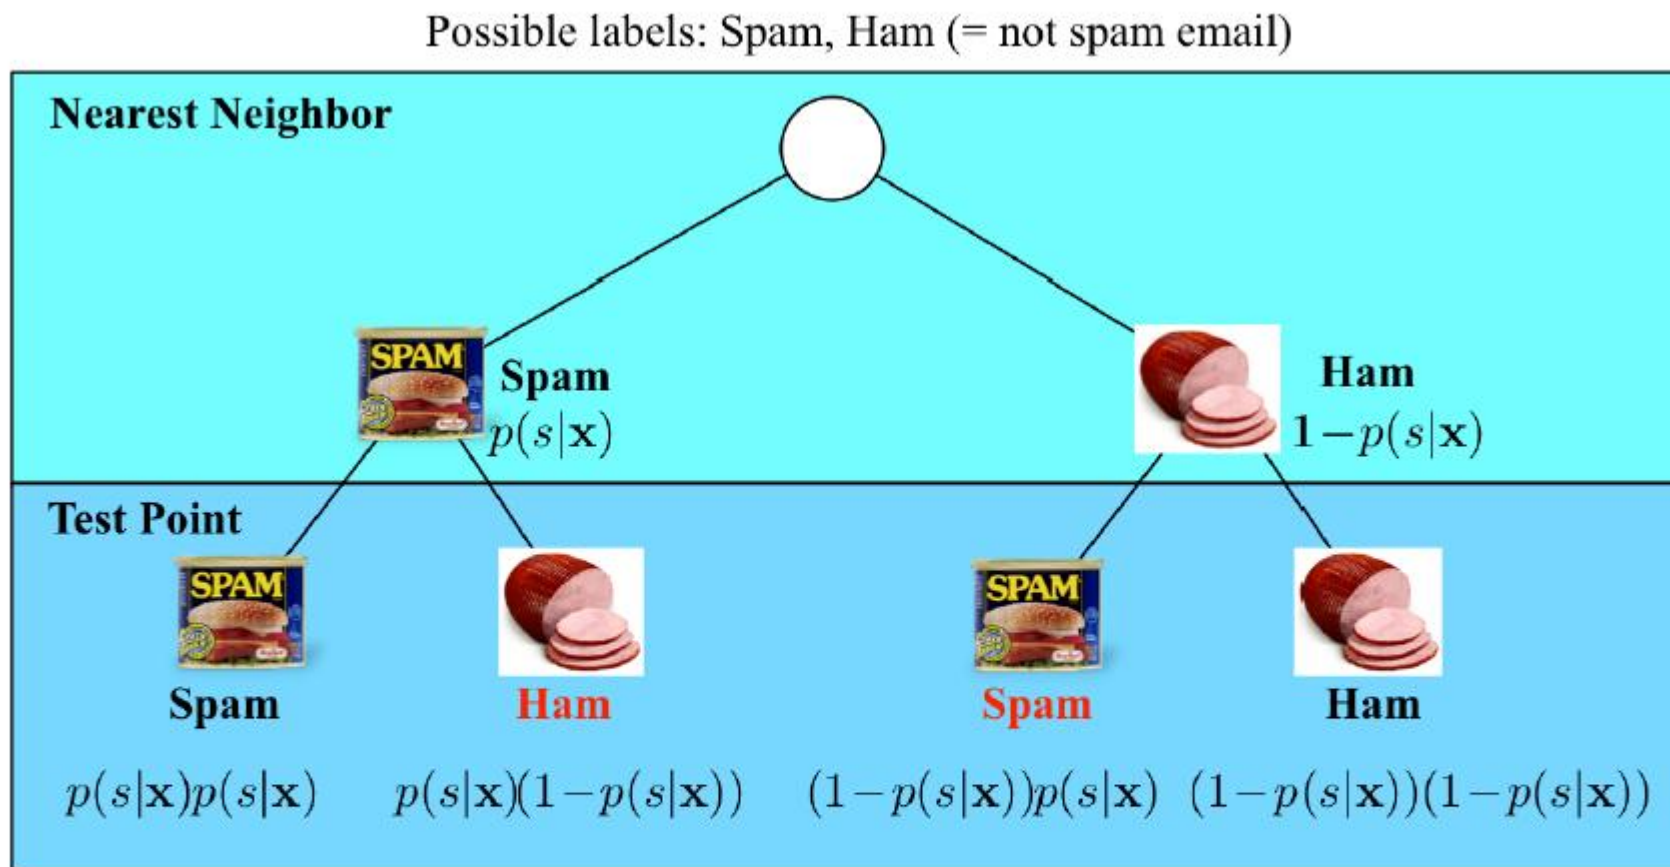 Possible labels: Spam, Ham (= not spam email)
Nearest Neighbor
SPAM
Spam
p(s|x)
Ham
1−p(s|x)
Test Point
SPAM
SPAM
Spam
Ham
Spam
Ham
p(s|x)p(s|x)
p(s|x)(1−p(s|x))
(1−p(s|x))p(s|x)
(1−p(s|x))(1−p(s|x))